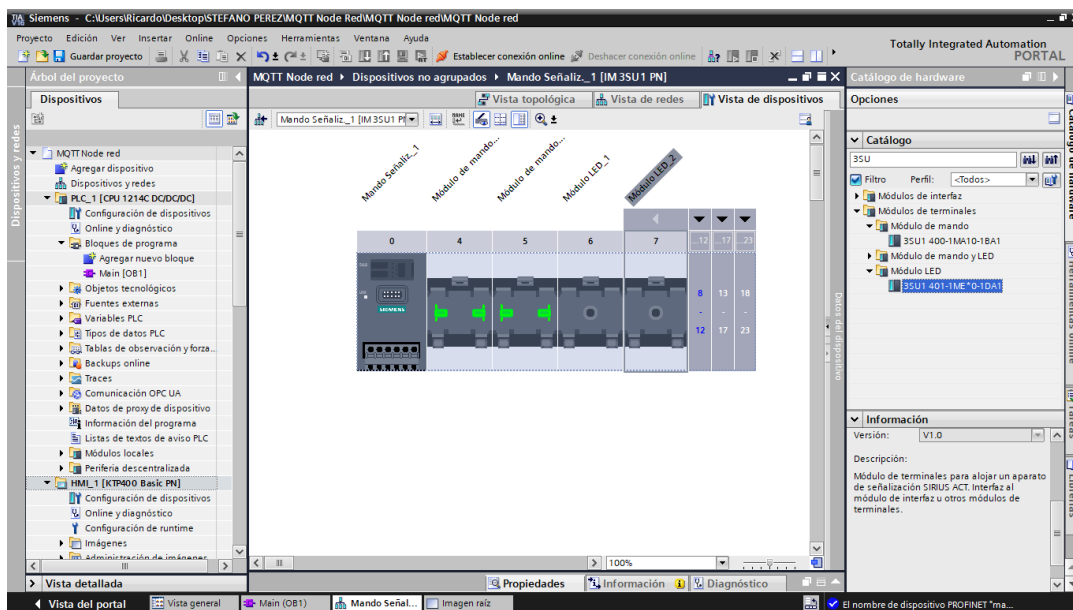 Siemens - C:\Users\Ricardo\Desktop\STEFANO PEREZ\MQTT Node Red\MQTT Node red\MQTT Node red
Proyecto Edición Ver Insertar Online Opciones Herramientas Ventana Ayuda
Totally Integrated Automation
PORTAL
Guardar proyecto
Establecer conexión online
Deshacer conexión online
Árbol del proyecto
MQTT Node red ▸ Dispositivos no agrupados ▸ Mando Señaliz._1 [IM 3SU1 PN]
Catálogo de hardware
Dispositivos
Vista topológica
Vista de redes
Vista de dispositivos
Opciones
Mando Señaliz._1 [IM 3SU1 PN
Dispositivos y redes
MQTT Node red
Agregar dispositivo
Dispositivos y redes
PLC_1 [CPU 1214C DC/DC/DC]
Configuración de dispositivos
Online y diagnóstico
Bloques de programa
Agregar nuevo bloque
Main [OB1]
Objetos tecnológicos
Fuentes externas
Variables PLC
Tipos de datos PLC
Tablas de observación y forza...
Backups online
Traces
Comunicación OPC UA
Datos de proxy de dispositivo
Información del programa
Listas de textos de aviso PLC
Módulos locales
Periferia descentralizada
HMI_1 [KTP400 Basic PN]
Configuración de dispositivos
Online y diagnóstico
Configuración de runtime
Imágenes
Administración de imágenes
Vista detallada
Mando Señaliz._1
Módulo de mando...
Módulo de mando...
Módulo LED_1
Módulo LED_2
0 4 5 6 7 ...12 ...17 ...23
SIEMENS
8 13 18
- - -
12 17 23
Datos del dispositivo
100%
Propiedades
Información
Diagnóstico
Catálogo
3SU
Filtro Perfil: <Todos>
Módulos de interfaz
Módulos de terminales
Módulo de mando
3SU1 400-1MA10-1BA1
Módulo de mando y LED
Módulo LED
3SU1 401-1ME*0-1DA1
Información
Versión: V1.0
Descripción:
Módulo de terminales para alojar un aparato
de señalización SIRIUS ACT. Interfaz al
módulo de interfaz u otros módulos de
terminales.
Catálogo de hardware
Herramientas online
Tareas
Vista del portal
Vista general
Main (OB1)
Mando Señal...
Imagen raíz
El nombre de dispositivo PROFINET "ma...